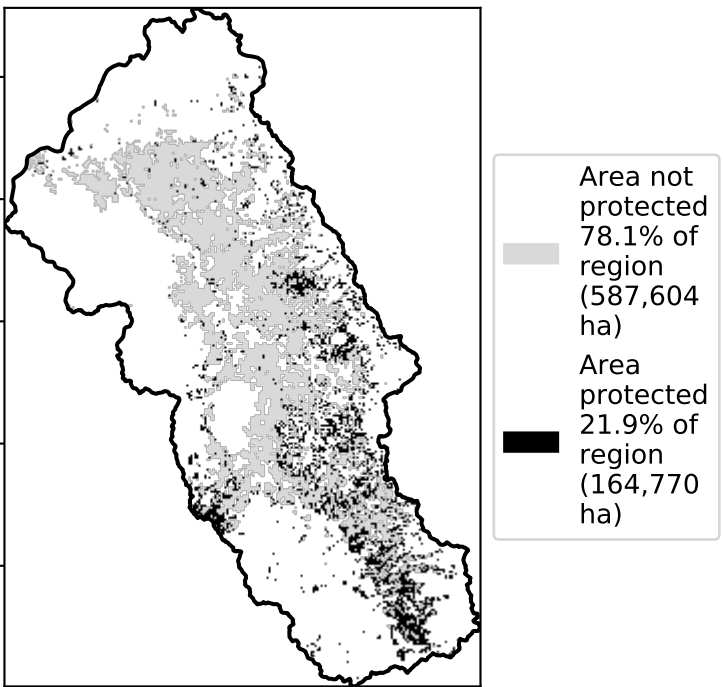 Area not
protected
78.1% of
region
(587,604
ha)
Area
protected
21.9% of
region
(164,770
ha)